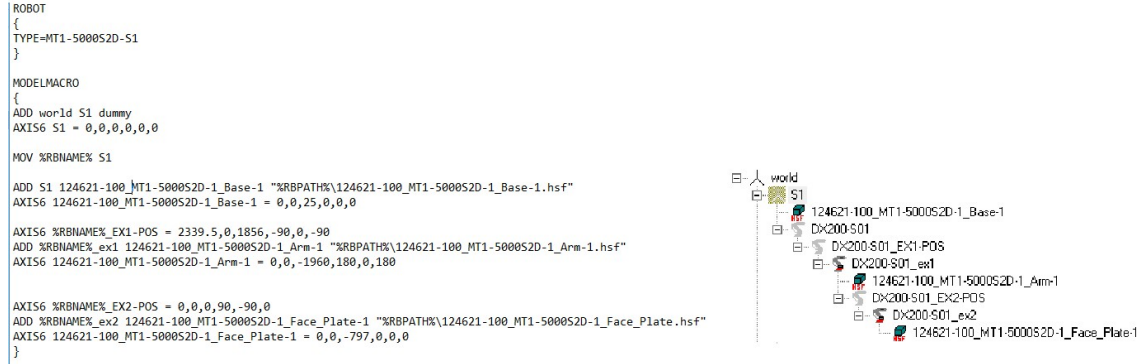 ROBOT
{
TYPE=MT1-5000S2D-S1
}
MODELMACRO
{
ADD world S1 dummy
AXIS6 S1 = 0,0,0,0,0,0
MOV %RBNAME% S1
ADD S1 124621-100_MT1-5000S2D-1_Base-1 "%RBPATH%\124621-100_MT1-5000S2D-1_Base-1.hsf"
AXIS6 124621-100_MT1-5000S2D-1_Base-1 = 0,0,25,0,0,0
AXIS6 %RBNAME%_EX1-POS = 2339.5,0,1856,-90,0,-90
ADD %RBNAME%_ex1 124621-100_MT1-5000S2D-1_Arm-1 "%RBPATH%\124621-100_MT1-5000S2D-1_Arm-1.hsf"
AXIS6 124621-100_MT1-5000S2D-1_Arm-1 = 0,0,-1960,180,0,180
AXIS6 %RBNAME%_EX2-POS = 0,0,0,90,-90,0
ADD %RBNAME%_ex2 124621-100_MT1-5000S2D-1_Face_Plate-1 "%RBPATH%\124621-100_MT1-5000S2D-1_Face_Plate.hsf"
AXIS6 124621-100_MT1-5000S2D-1_Face_Plate-1 = 0,0,-797,0,0,0
}
world
S1
HSF 124621-100_MT1-5000S2D-1_Base-1
DX200-S01
DX200-S01_EX1-POS
DX200-S01_ex1
HSF 124621-100_MT1-5000S2D-1_Arm-1
DX200-S01_EX2-POS
DX200-S01_ex2
HSF 124621-100_MT1-5000S2D-1_Face_Plate-1